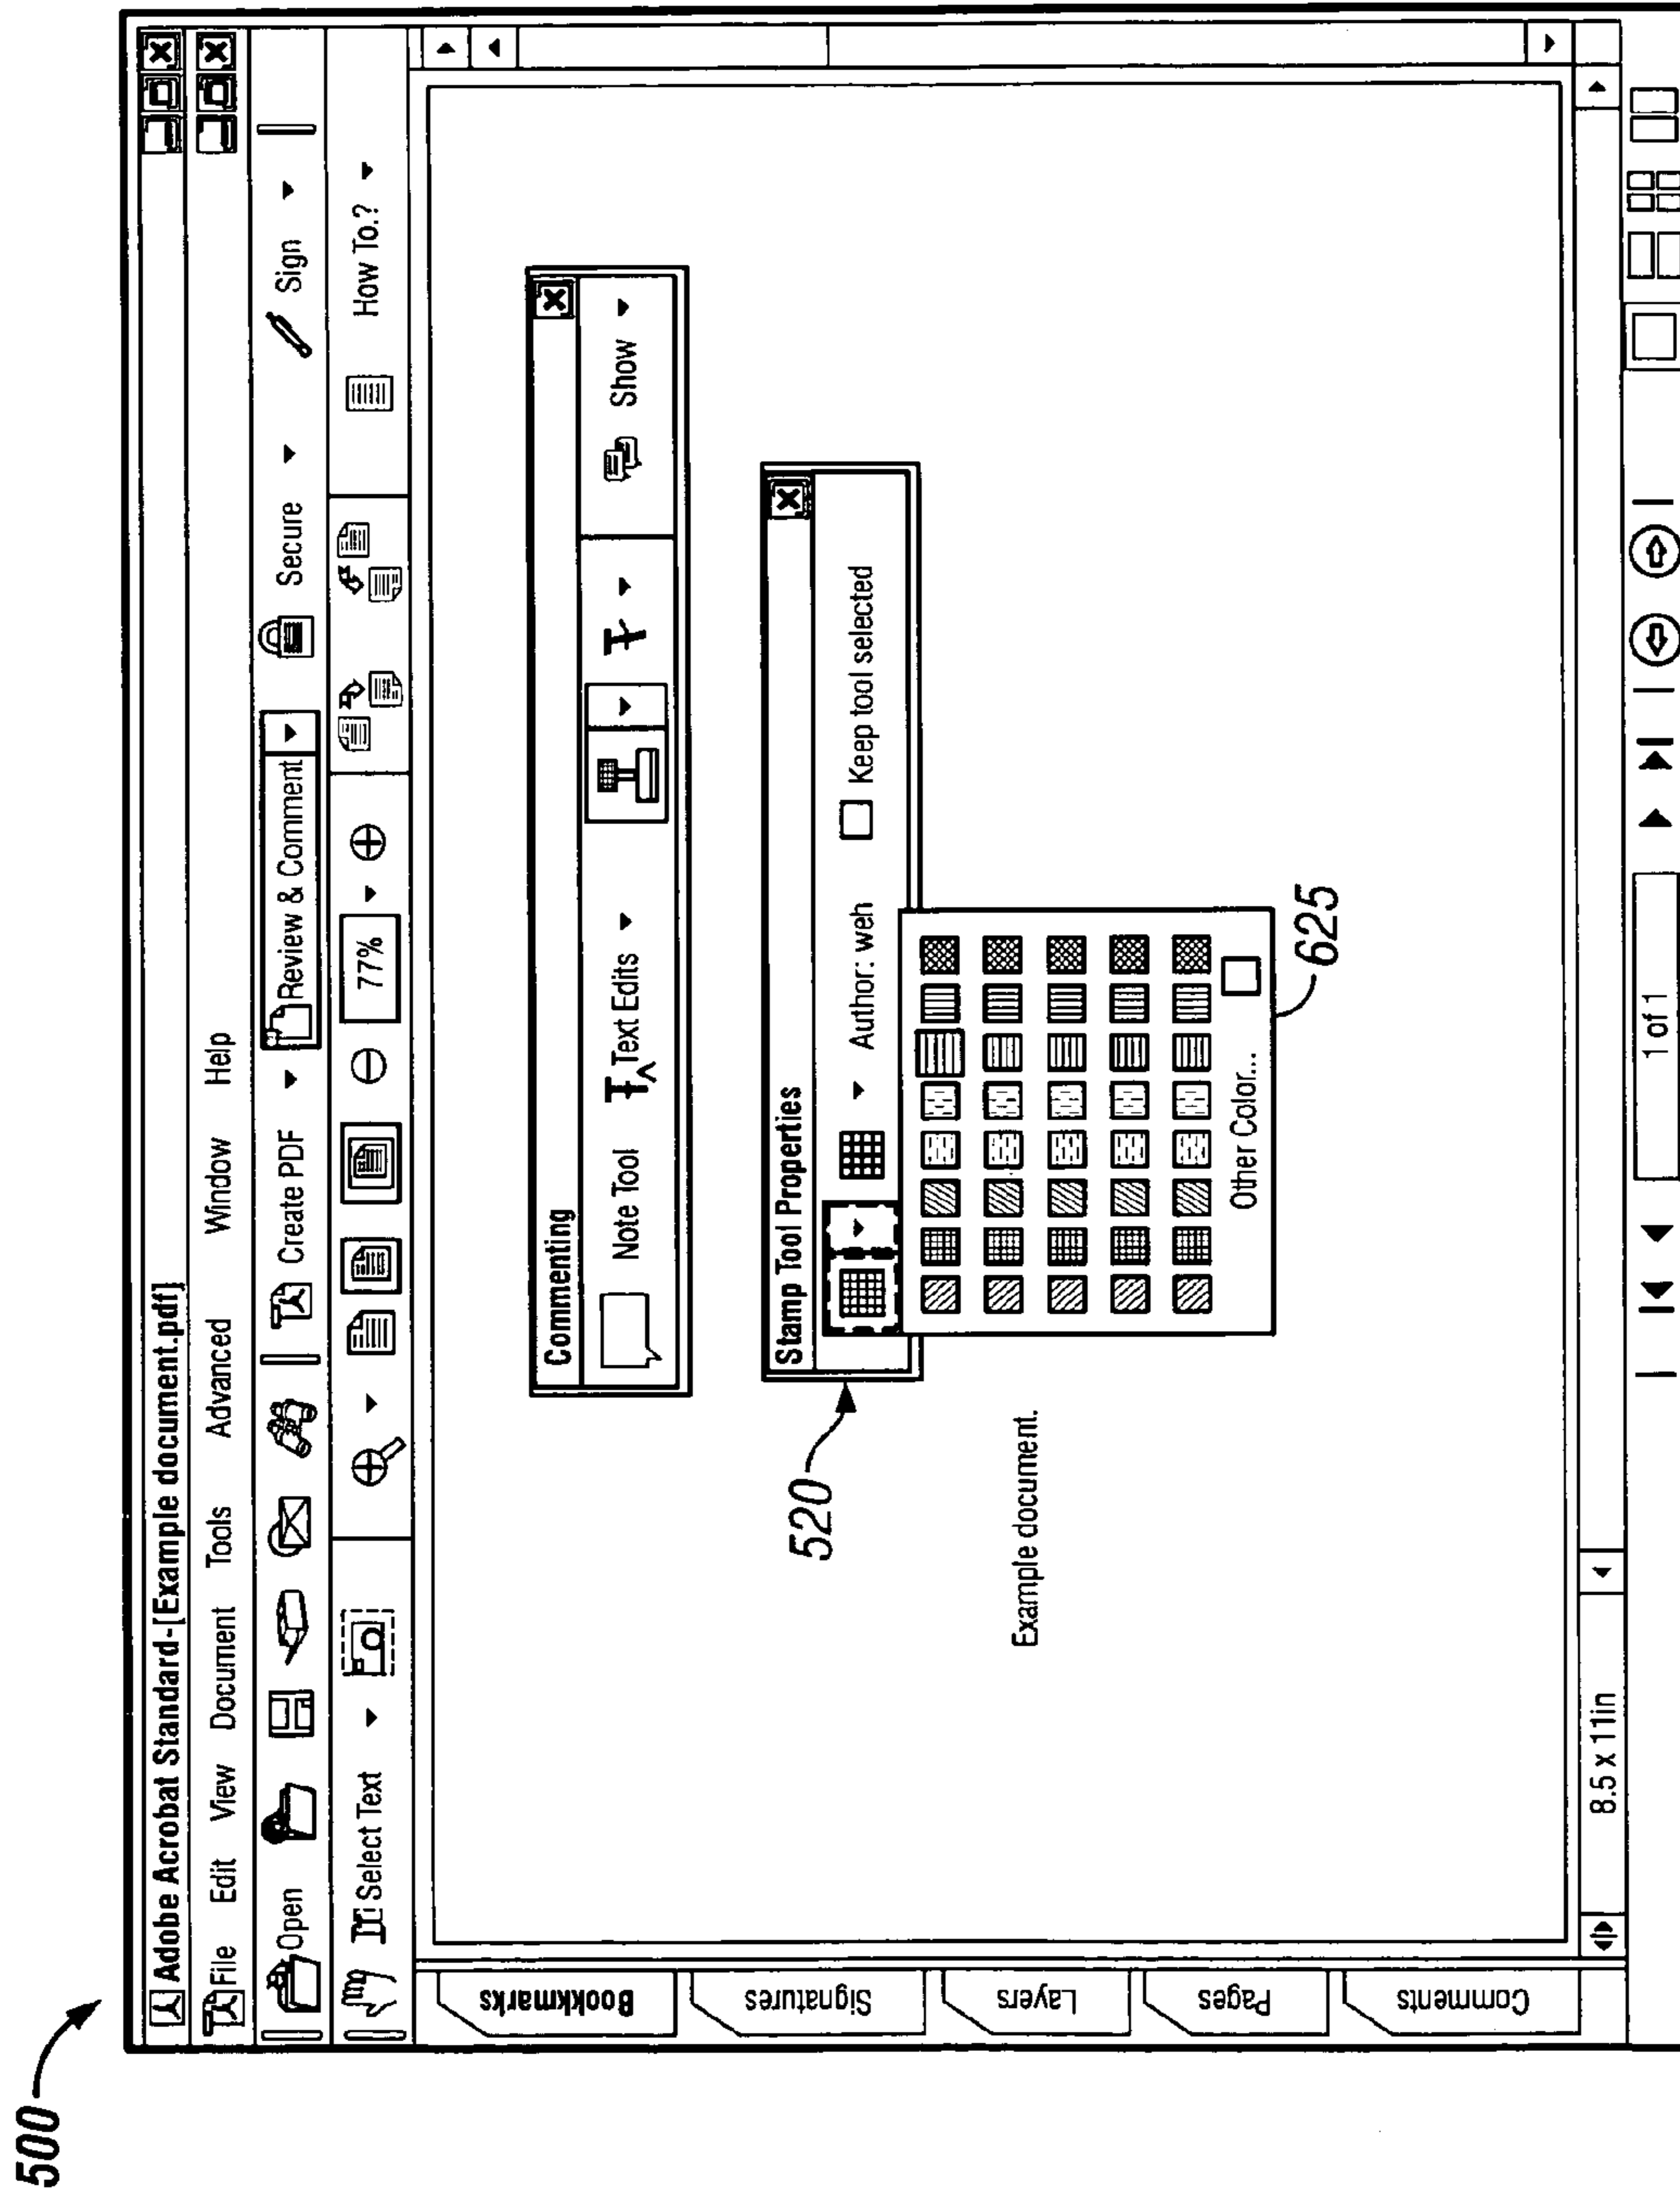 500
Adobe Acrobat Standard-[Example document.pdf]
File Edit View Document Tools Advanced Window Help
Open Create PDF Review & Comment Secure Sign
Select Text 77% How To.?
Bookmarks
Signatures
Layers
Pages
Comments
Commenting
Note Tool Text Edits Show
520
Stamp Tool Properties
Author: weh Keep tool selected
Other Color...
625
Example document.
8.5 x 11in
1 of 1